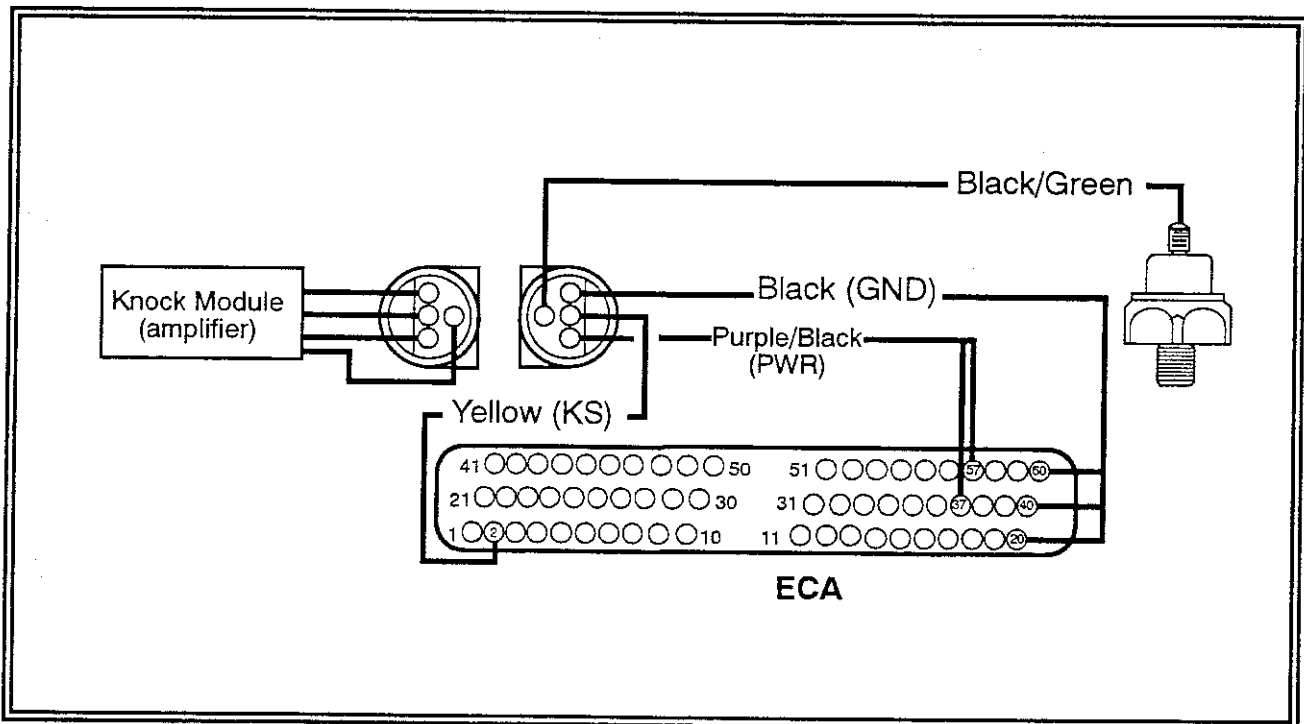 Black/Green
Knock Module
(amplifier)
Black (GND)
Purple/Black
(PWR)
Yellow (KS)
41 50 51 57 60
21 30 31 37 40
1 2 10 11 20
ECA